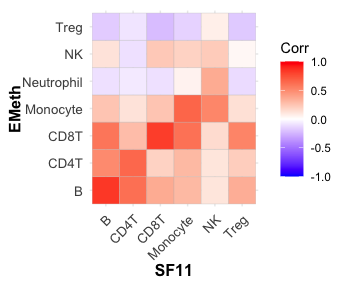 Treg
NK
Neutrophil
Monocyte
CD8T
CD4T
B
EMeth
B
CD4T
CD8T
Monocyte
NK
Treg
SF11
Corr
1.0
0.5
0.0
-0.5
-1.0